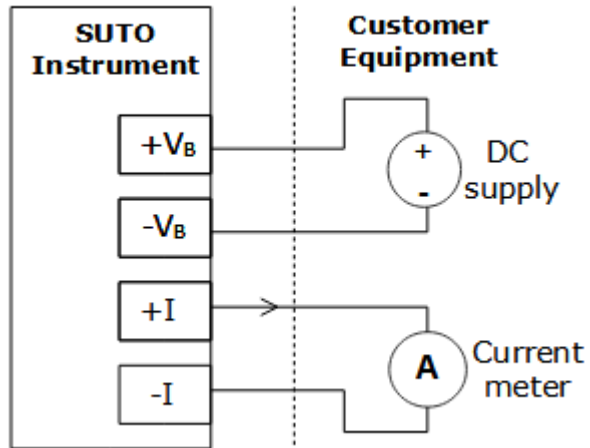 SUTO
Instrument
Customer
Equipment
+VB
-VB
+I
-I
+
-
DC
supply
A
Current
meter